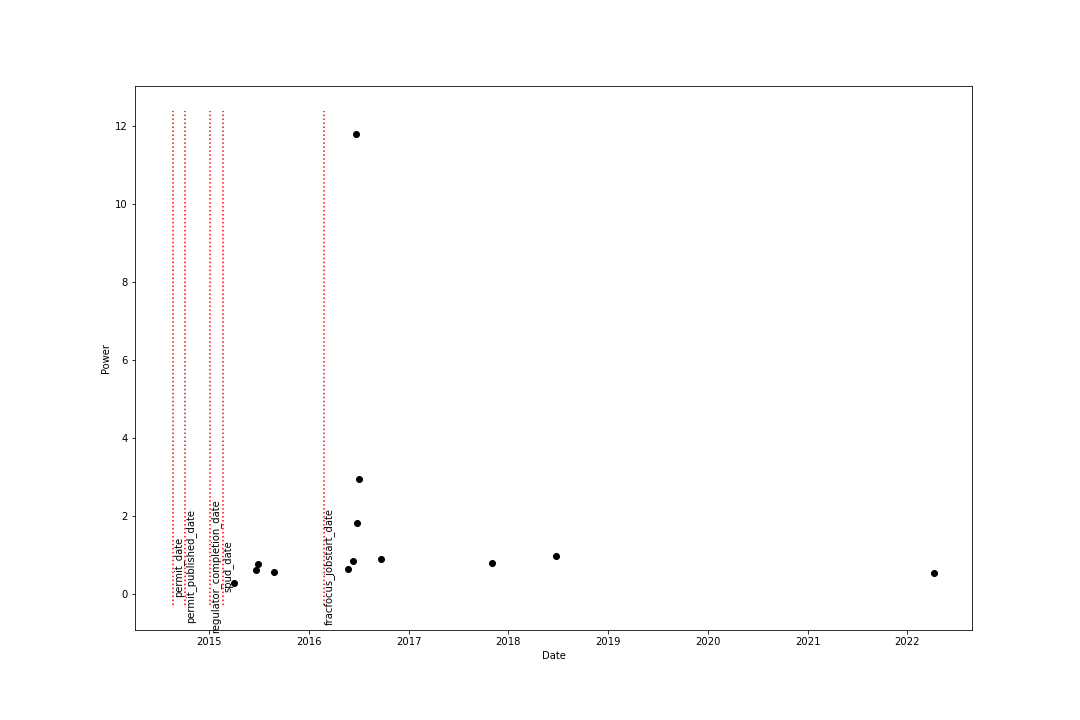 12
10
8
6
4
2
0
Power
permit_date
permit_published_date
regulator_completion_date
spud_date
fracfocus_jobstart_date
2015
2016
2017
2018
2019
2020
2021
2022
Date